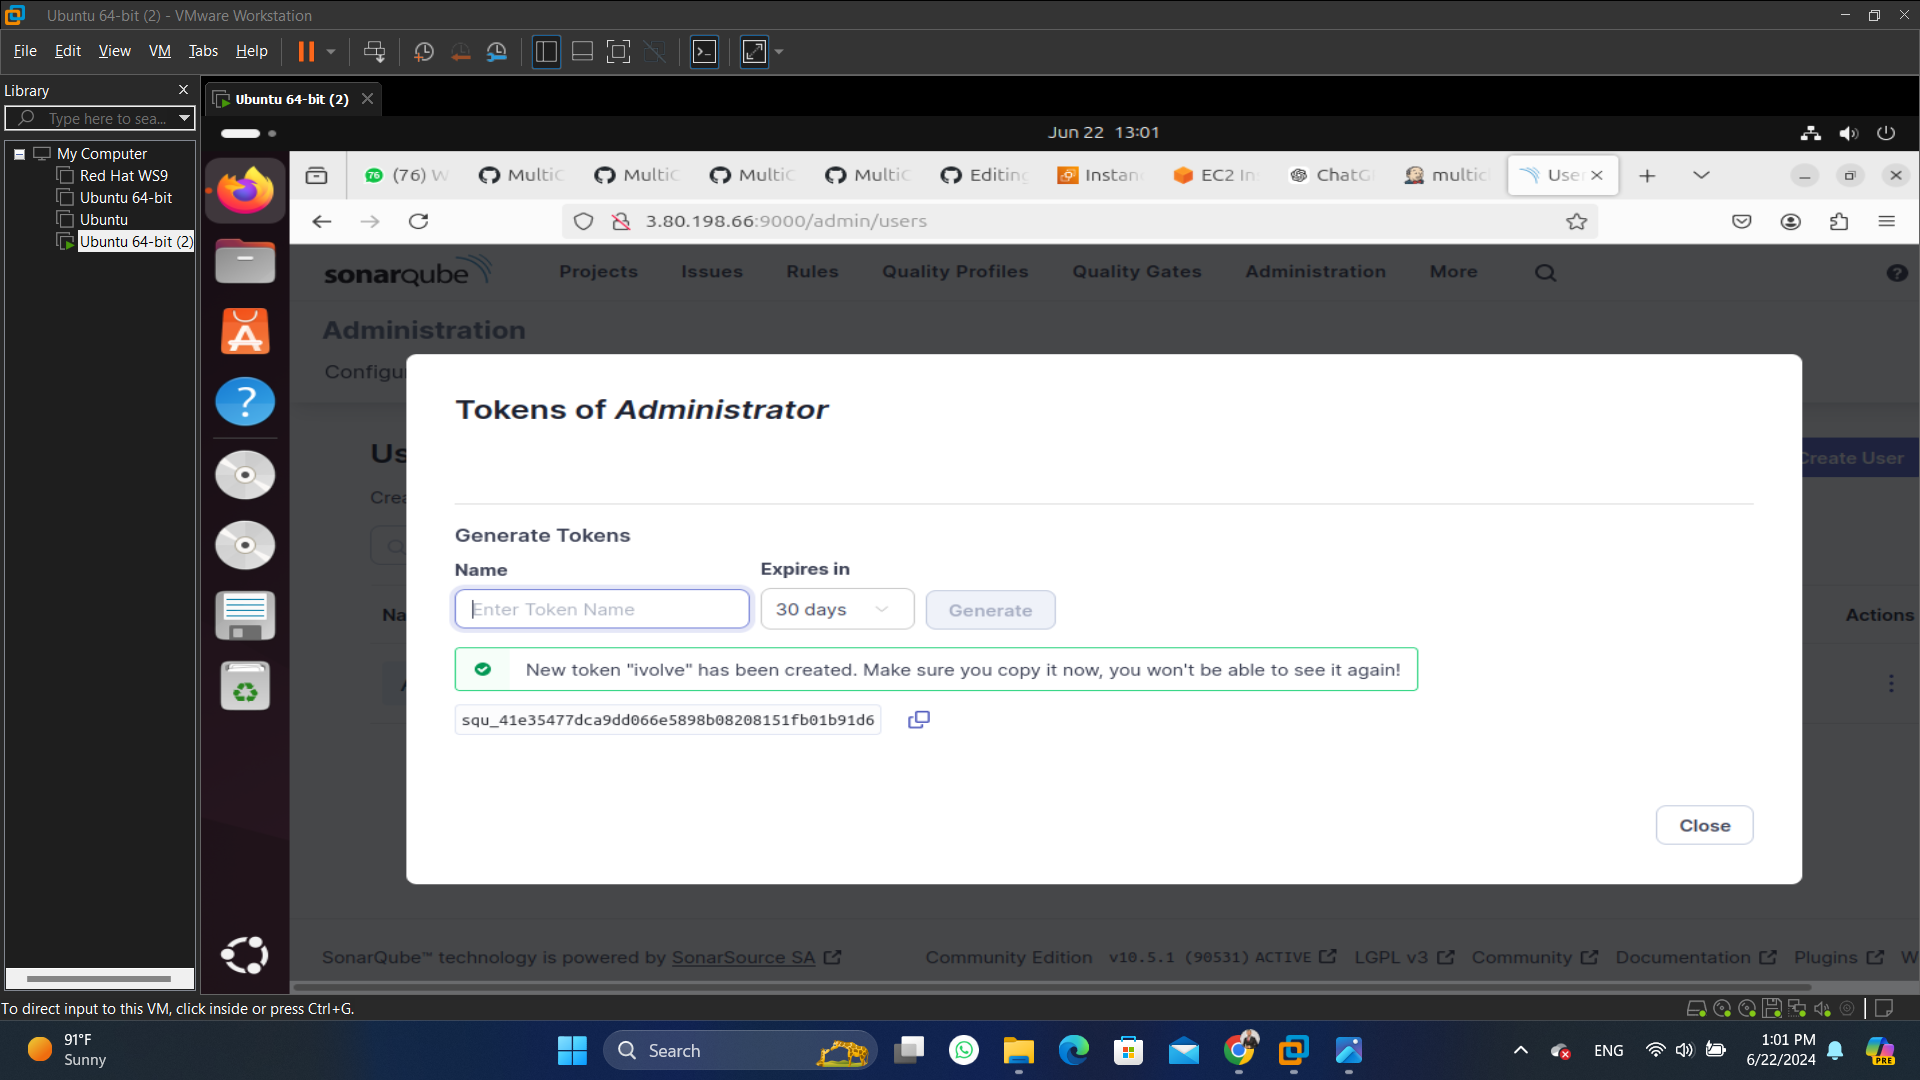 Ubuntu 64-bit (2) - VMware Workstation
File Edit View VM Tabs Help
Library
Type here to sea...
My Computer
Red Hat WS9
Ubuntu 64-bit
Ubuntu
Ubuntu 64-bit (2)
Ubuntu 64-bit (2)
Jun 22 13:01
(76) W
MultiC
MultiC
MultiC
MultiC
Editing
Instan
EC2 In
ChatG
multic
User
3.80.198.66:9000/admin/users
sonarqube
Projects Issues Rules Quality Profiles Quality Gates Administration More
Administration
Configu
Us
Create User
Crea
Na
Actions
A
Tokens of Administrator
Generate Tokens
Name
Expires in
Enter Token Name
30 days
Generate
New token "ivolve" has been created. Make sure you copy it now, you won't be able to see it again!
squ_41e35477dca9dd066e5898b08208151fb01b91d6
Close
SonarQube™ technology is powered by SonarSource SA
Community Edition v10.5.1 (90531) ACTIVE LGPL v3 Community Documentation Plugins W
To direct input to this VM, click inside or press Ctrl+G.
91°F
Sunny
Search
ENG
1:01 PM
6/22/2024
PRE